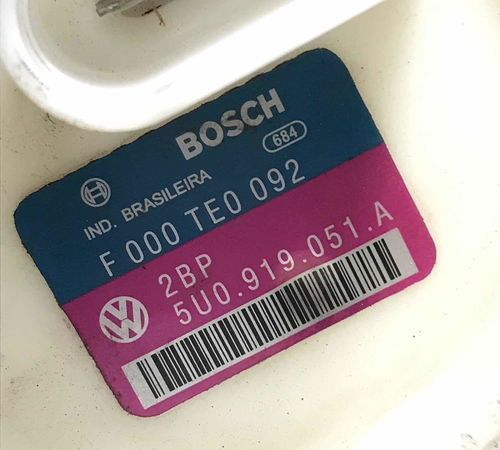 BOSCH
684
IND. BRASILEIRA
F 000 TE0 092
2BP
5U0.919.051.A